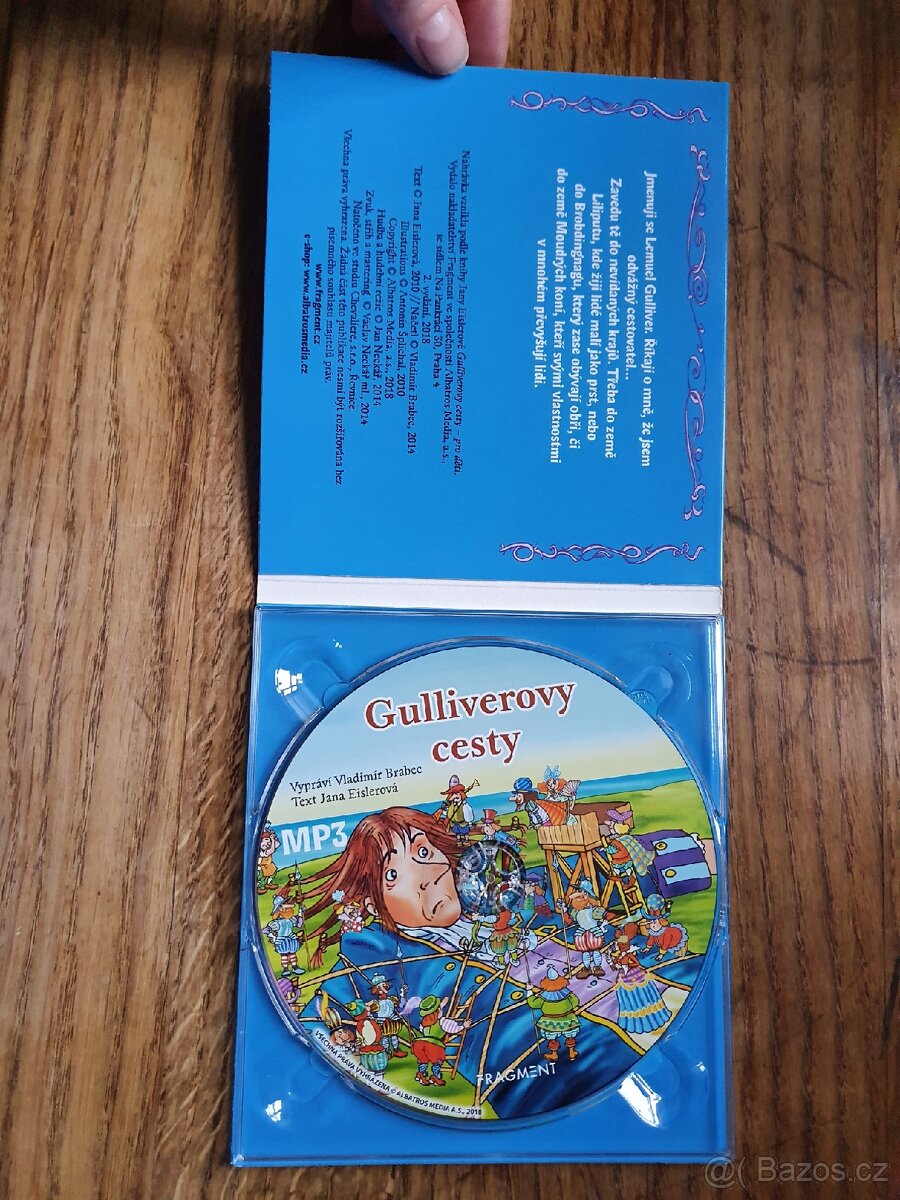 Jmenuji se Lemuel Gulliver. Říkají o mně, že jsem
odvážný cestovatel...
Zavedu tě do nevídaných krajů. Třeba do země
Liliputu, kde žijí lidé malí jako prst, nebo
do Brobdingnagu, který zase obývají obři, či
do země Moudrých koní, kteří svými vlastnostmi
v mnohém převyšují lidi.
Nahrávka vznikla podle knihy Jany Eislerové Gulliverovy cesty – pro děti.
Vydalo nakladatelství Fragment ve společnosti Albatros Media, a.s.,
se sídlem Na Pankráci 30, Praha 4
2. vydání, 2018
Text © Jana Eislerová, 2010 // Načetl © Vladimír Brabec, 2014
Illustrations © Antonín Šplíchal, 2010
Copyright © Albatros Media, a.s., 2018
Hudba a hudební režie © Jan Neckář, 2014
Zvuk, střih a mastering © Václav Neckář ml., 2014
Natočeno ve studiu Chevaliere, s.r.o., Řevnice
Všechna práva vyhrazena. Žádná část této publikace nesmí být rozšiřována bez
písemného souhlasu majitelů práv.
www.fragment.cz
e-shop: www.albatrosmedia.cz
Gulliverovy
cesty
Vypráví Vladimír Brabec
Text Jana Eislerová
MP3
FRAGMENT
VŠECHNA PRÁVA VYHRAZENA © ALBATROS MEDIA A.S., 2018
@( Bazos.cz